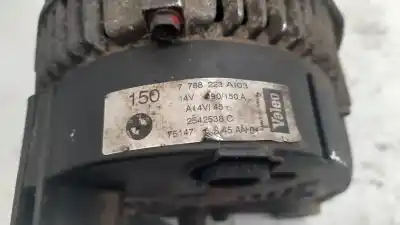 150
7 788 223 AI03
14V 90/150 A
A14VI 45
2542538 C
Valeo